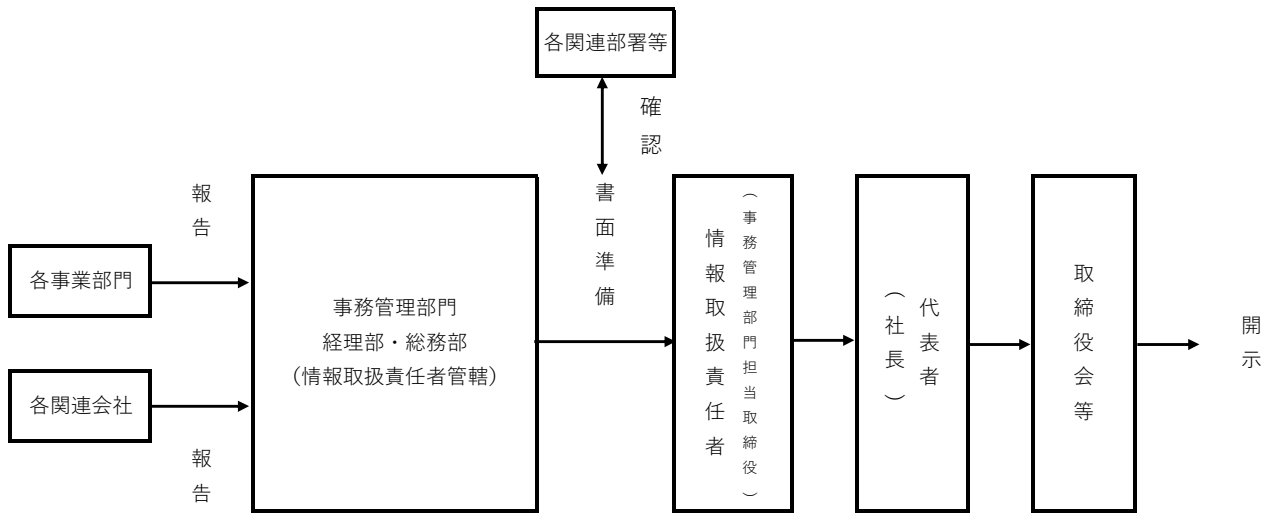 各関連部署等
確認
報告
書面準備
各事業部門
事務管理部門
経理部・総務部
（情報取扱責任者管轄）
情報取扱責任者
（事務管理部門担当取締役）
代表者
（社長）
取締役会等
開示
各関連会社
報告